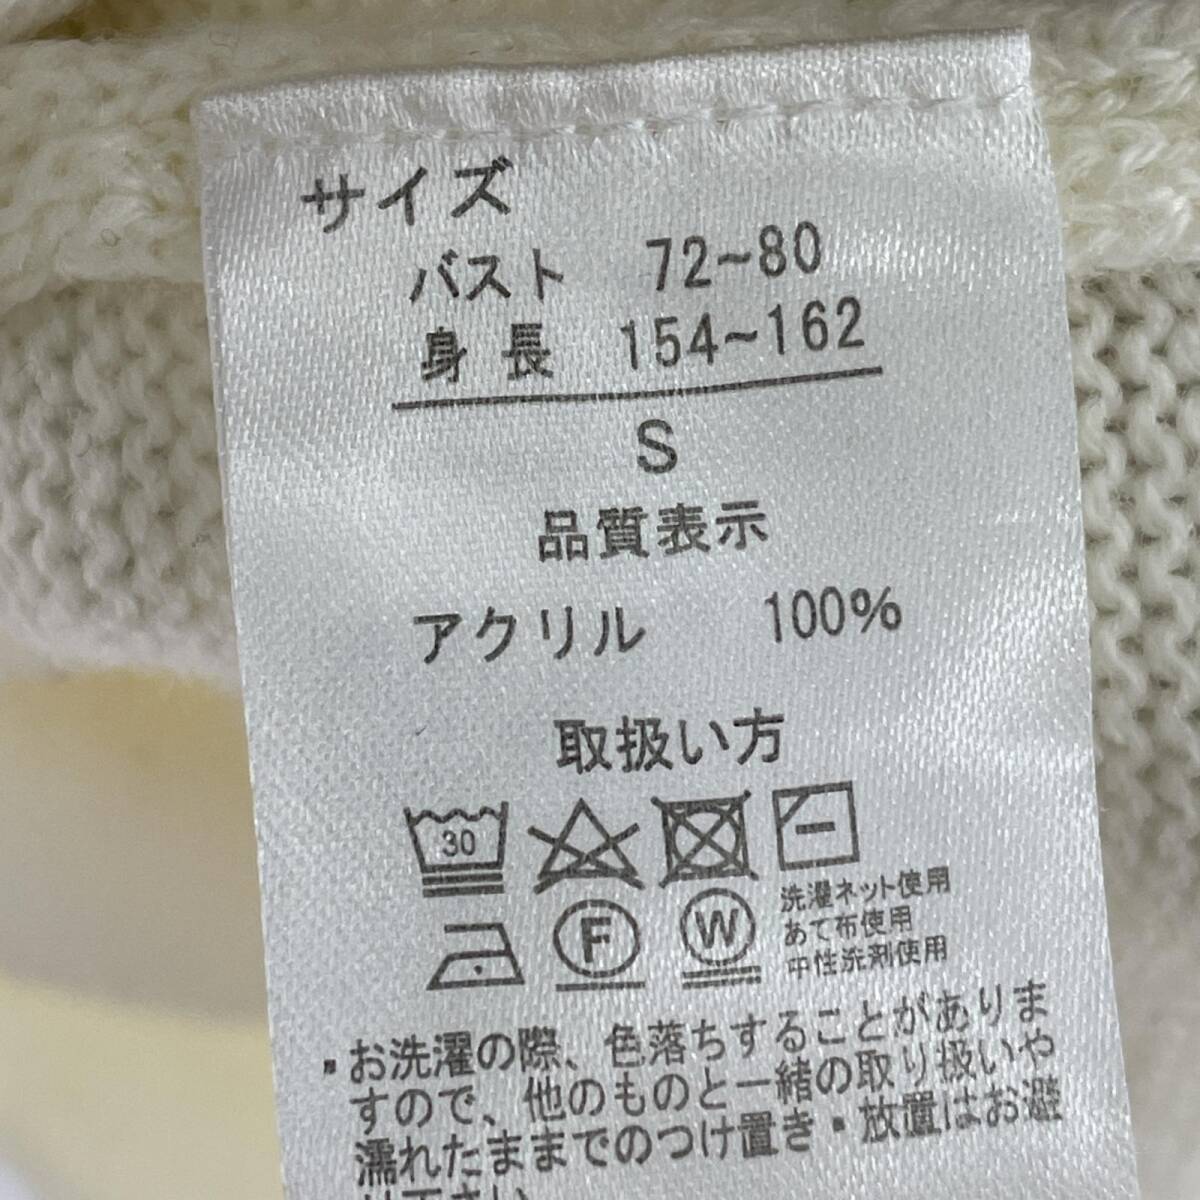 サイズ
バスト 72~80
身長 154~162
S
品質表示
アクリル 100%
取扱い方
30
F W
洗濯ネット使用
あて布使用
中性洗剤使用
・お洗濯の際、色落ちすることがありま
すので、他のものと一緒の取り扱いや
濡れたままでのつけ置き・放置はお避
け下さい